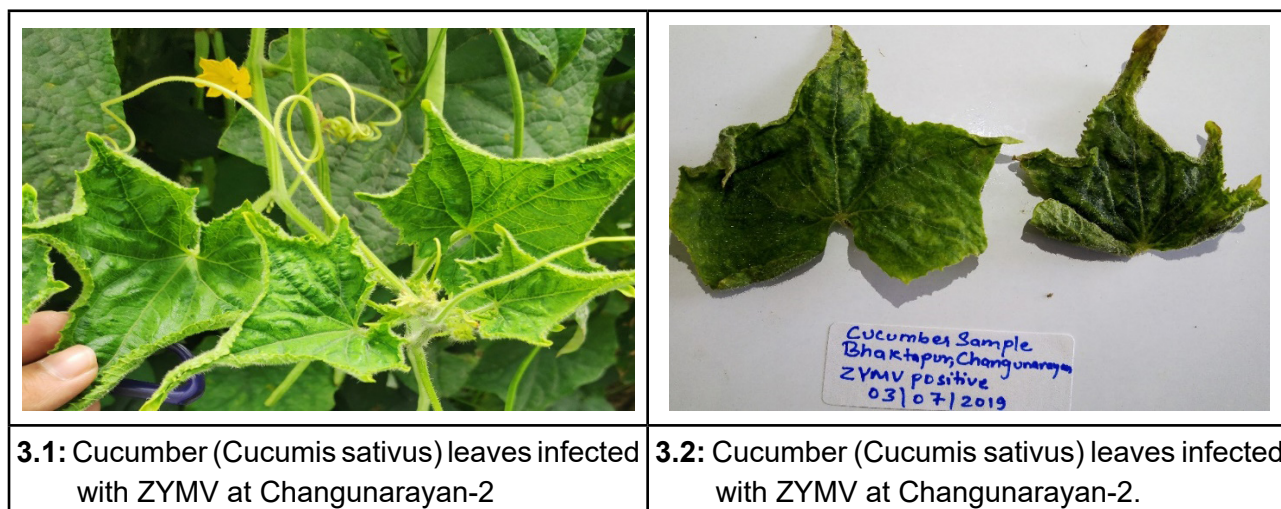 Cucumber Sample
Bhaktapur, Changunarayan
ZYMV positive
03/07/2019
3.1: Cucumber (Cucumis sativus) leaves infected
with ZYMV at Changunarayan-2
3.2: Cucumber (Cucumis sativus) leaves infected
with ZYMV at Changunarayan-2.